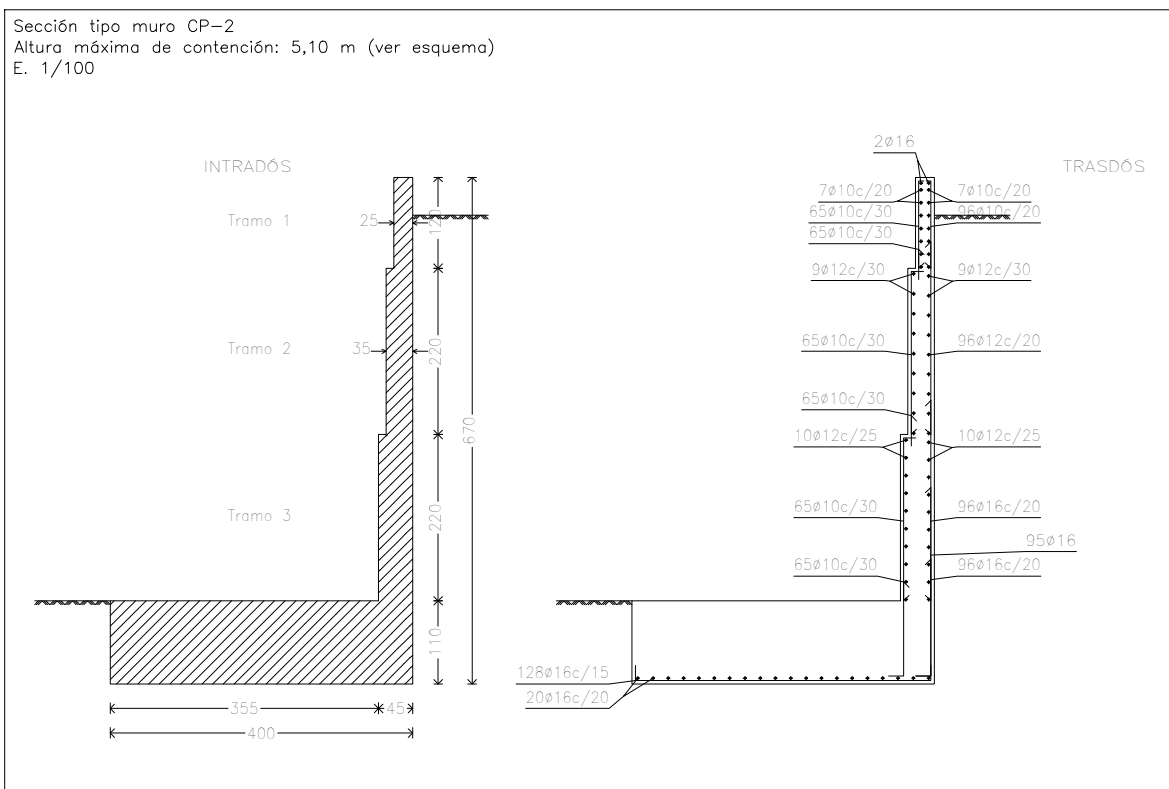 Sección tipo muro CP-2
Altura máxima de contención: 5,10 m (ver esquema)
E. 1/100
INTRADÓS
Tramo 1
25
120
Tramo 2
35
220
670
Tramo 3
220
110
355
45
400
TRASDÓS
2ø16
7ø10c/20
7ø10c/20
65ø10c/30
96ø10c/20
65ø10c/30
9ø12c/30
9ø12c/30
65ø10c/30
96ø12c/20
65ø10c/30
10ø12c/25
10ø12c/25
65ø10c/30
96ø16c/20
95ø16
65ø10c/30
96ø16c/20
128ø16c/15
20ø16c/20